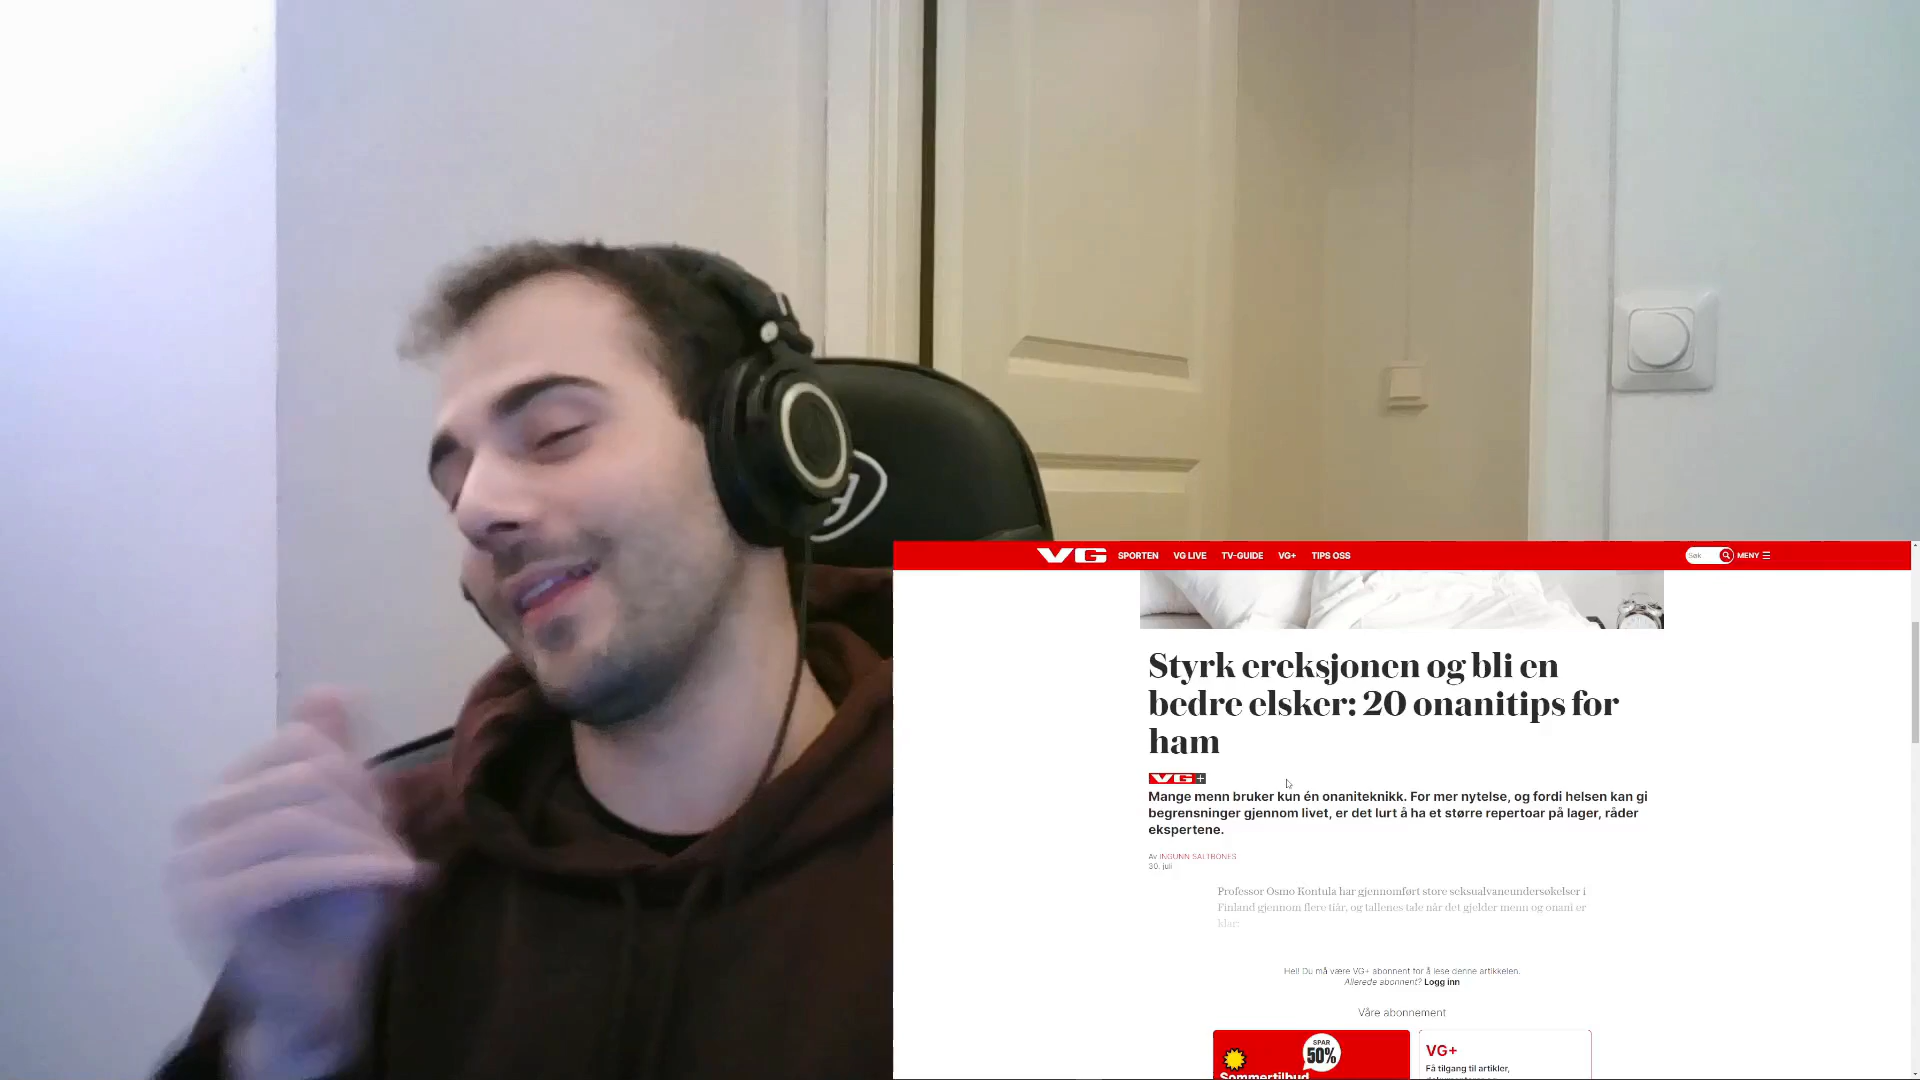 VG SPORTEN VG LIVE TV-GUIDE VG+ TIPS OSS Søk MENY
Styrk ereksjonen og bli en
bedre elsker: 20 onanitips for
ham
VG+
Mange menn bruker kun én onaniteknikk. For mer nytelse, og fordi helsen kan gi
begrensninger gjennom livet, er det lurt å ha et større repertoar på lager, råder
ekspertene.
Av INGUNN SALTBONES
30. juli
Professor Osmo Kontula har gjennomført store seksualvaneundersøkelser i
Finland gjennom flere tiår, og tallenes tale når det gjelder menn og onani er
klar:
Hei! Du må være VG+ abonnent for å lese denne artikkelen.
Allerede abonnent? Logg inn
Våre abonnement
SPAR
50%
Sommertilbud
VG+
Få tilgang til artikler,